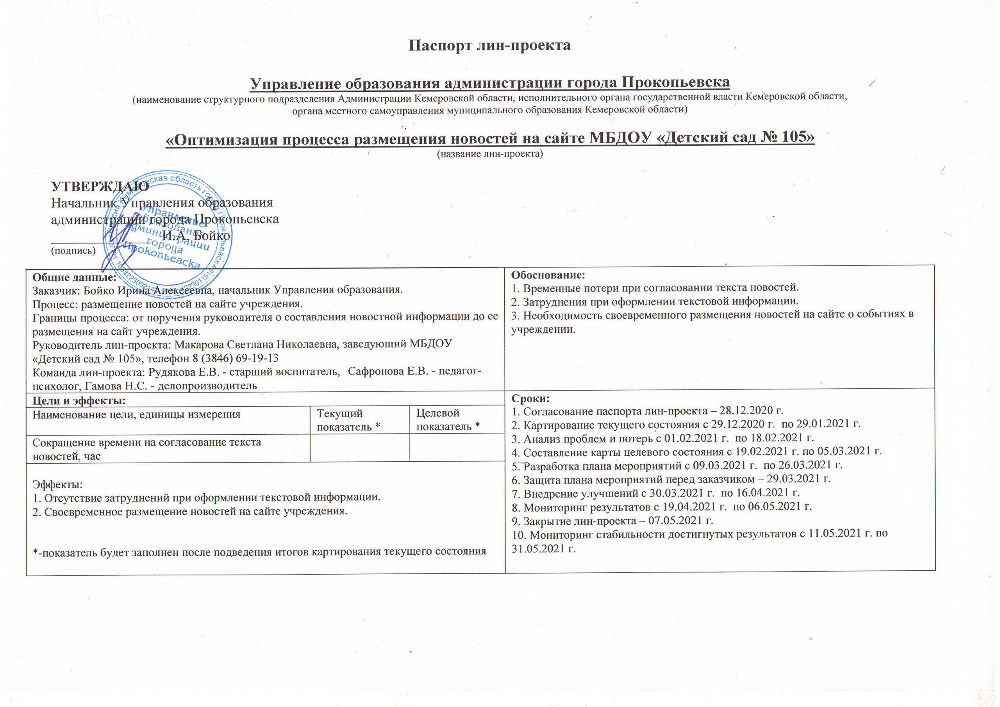 Паспорт лин-проекта
Управление образования администрации города Прокопьевска
(наименование структурного подразделения Администрации Кемеровской области, исполнительного органа государственной власти Кемеровской области,
органа местного самоуправления муниципального образования Кемеровской области)
«Оптимизация процесса размещения новостей на сайте МБДОУ «Детский сад № 105»
(название лин-проекта)
УТВЕРЖДАЮ
Начальник Управления образования
администрации города Прокопьевска
И.А. Бойко
(подпись)
Управление
образования
администрации
города
Прокопьевска
Общие данные:
Заказчик: Бойко Ирина Алексеевна, начальник Управления образования.
Процесс: размещение новостей на сайте учреждения.
Границы процесса: от поручения руководителя о составления новостной информации до ее
размещения на сайт учреждения.
Руководитель лин-проекта: Макарова Светлана Николаевна, заведующий МБДОУ
«Детский сад № 105», телефон 8 (3846) 69-19-13
Команда лин-проекта: Рудякова Е.В. - старший воспитатель, Сафронова Е.В. - педагог-
психолог, Гамова Н.С. - делопроизводитель
Обоснование:
1. Временные потери при согласовании текста новостей.
2. Затруднения при оформлении текстовой информации.
3. Необходимость своевременного размещения новостей на сайте о событиях в
учреждении.
Цели и эффекты:
Наименование цели, единицы измерения
Текущий
показатель *
Целевой
показатель *
Сокращение времени на согласование текста
новостей, час
Эффекты:
1. Отсутствие затруднений при оформлении текстовой информации.
2. Своевременное размещение новостей на сайте учреждения.
*-показатель будет заполнен после подведения итогов картирования текущего состояния
Сроки:
1. Согласование паспорта лин-проекта – 28.12.2020 г.
2. Картирование текущего состояния с 29.12.2020 г. по 29.01.2021 г.
3. Анализ проблем и потерь с 01.02.2021 г. по 18.02.2021 г.
4. Составление карты целевого состояния с 19.02.2021 г. по 05.03.2021 г.
5. Разработка плана мероприятий с 09.03.2021 г. по 26.03.2021 г.
6. Защита плана мероприятий перед заказчиком – 29.03.2021 г.
7. Внедрение улучшений с 30.03.2021 г. по 16.04.2021 г.
8. Мониторинг результатов с 19.04.2021 г. по 06.05.2021 г.
9. Закрытие лин-проекта – 07.05.2021 г.
10. Мониторинг стабильности достигнутых результатов с 11.05.2021 г. по
31.05.2021 г.